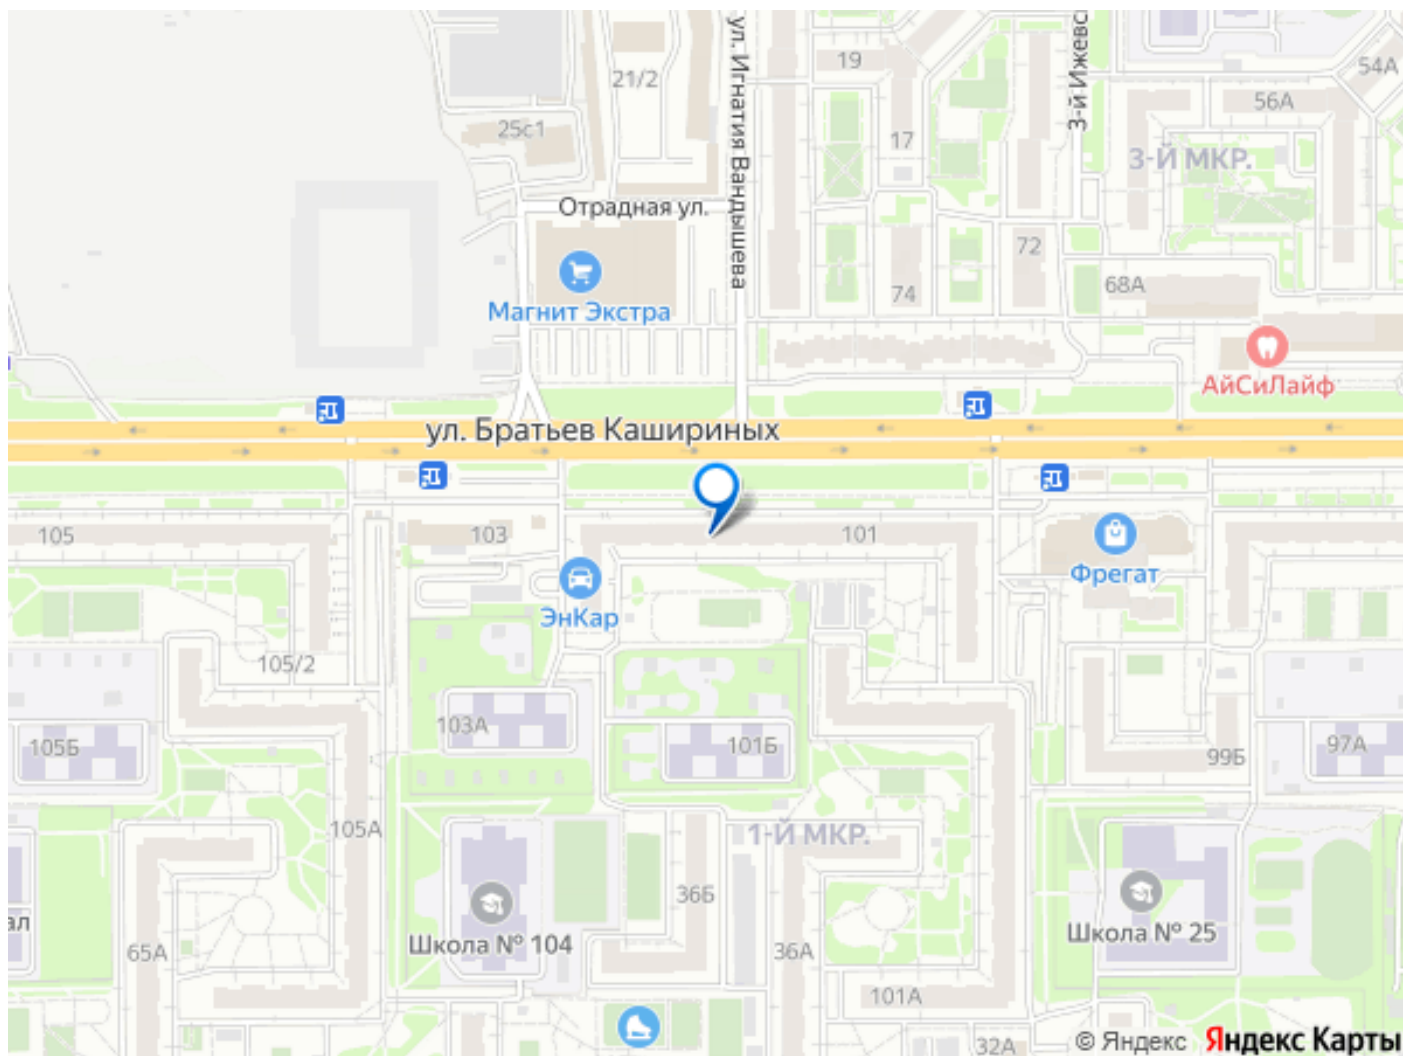 ул. Игнатия Вандышева
3-й Ижевс
19
54А
21/2
56А
25с1
17
3-Й МКР.
Отрадная ул.
72
74
68А
Магнит Экстра
АйСиЛайф
ул. Братьев Кашириных
105
103
101
Фрегат
ЭнКар
105/2
103А
105Б
101Б
99Б
97А
105А
1-Й МКР.
36Б
ал
Школа № 104
65А
36А
Школа № 25
101А
32А
© Яндекс Яндекс Карты